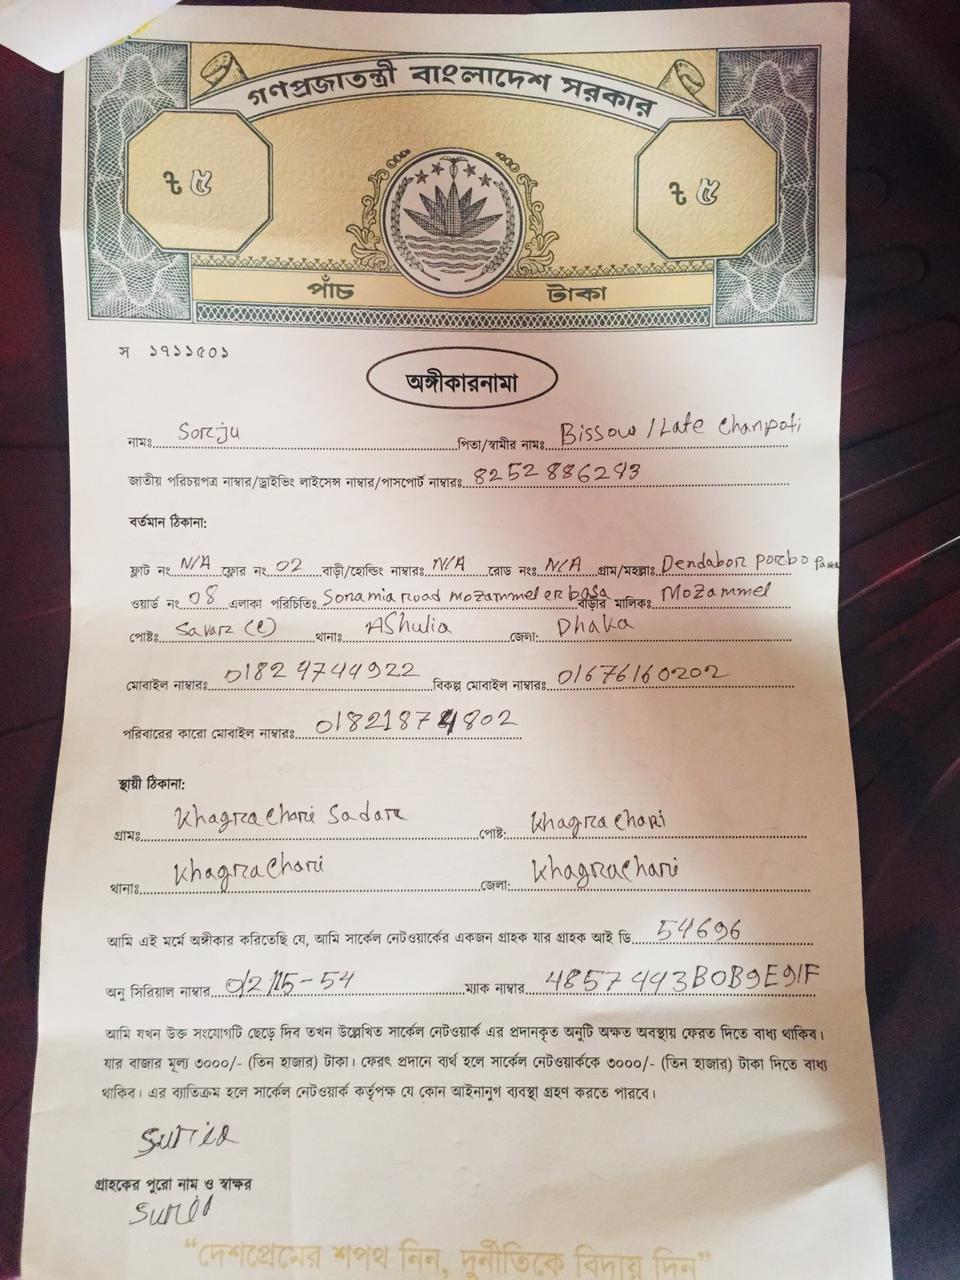 গণপ্রজাতন্ত্রী বাংলাদেশ সরকার
৳ ৫ ৳ ৫
পাঁচ টাকা
স ১৭১১৫০১
অঙ্গীকারনামা
নামঃ Sorju পিতা/স্বামীর নামঃ Bissow / Late Chanpoti
জাতীয় পরিচয়পত্র নাম্বার/ড্রাইভিং লাইসেন্স নাম্বার/পাসপোর্ট নাম্বারঃ 8252886293
বর্তমান ঠিকানা:
ফ্লাট নং N/A ফ্লোর নং 02 বাড়ী/হোল্ডিং নাম্বারঃ N/A রোড নংঃ N/A গ্রাম/মহল্লাঃ Dendabor porbo para
ওয়ার্ড নং 08 এলাকা পরিচিতিঃ Sonamia road mozammel er basa বাড়ীর মালিকঃ Mozammel
পোষ্টঃ Savar (C) থানাঃ AShulia জেলা: Dhaka
মোবাইল নাম্বারঃ 01824744922 বিকল্প মোবাইল নাম্বারঃ 01676160202
পরিবারের কারো মোবাইল নাম্বারঃ 01821874802
স্থায়ী ঠিকানা:
গ্রামঃ Khagrachari Sadar পোষ্ট: Khagrachari
থানাঃ Khagrachari জেলা: Khagrachari
আমি এই মর্মে অঙ্গীকার করিতেছি যে, আমি সার্কেল নেটওয়ার্কের একজন গ্রাহক যার গ্রাহক আই ডি 54696
অনু সিরিয়াল নাম্বার 0/2/15-54 ম্যাক নাম্বার 4857443B0B9E91F
আমি যখন উক্ত সংযোগটি ছেড়ে দিব তখন উল্লেখিত সার্কেল নেটওয়ার্ক এর প্রদানকৃত অনুটি অক্ষত অবস্থায় ফেরত দিতে বাধ্য থাকিব।
যার বাজার মূল্য ৩০০০/- (তিন হাজার) টাকা। ফেরৎ প্রদানে ব্যর্থ হলে সার্কেল নেটওয়ার্ককে ৩০০০/- (তিন হাজার) টাকা দিতে বাধ্য
থাকিব। এর ব্যতিক্রম হলে সার্কেল নেটওয়ার্ক কর্তৃপক্ষ যে কোন আইনানুগ ব্যবস্থা গ্রহণ করতে পারবে।
গ্রাহকের পুরো নাম ও স্বাক্ষর
“দেশপ্রেমের শপথ নিন, দুর্নীতিকে বিদায় দিন”